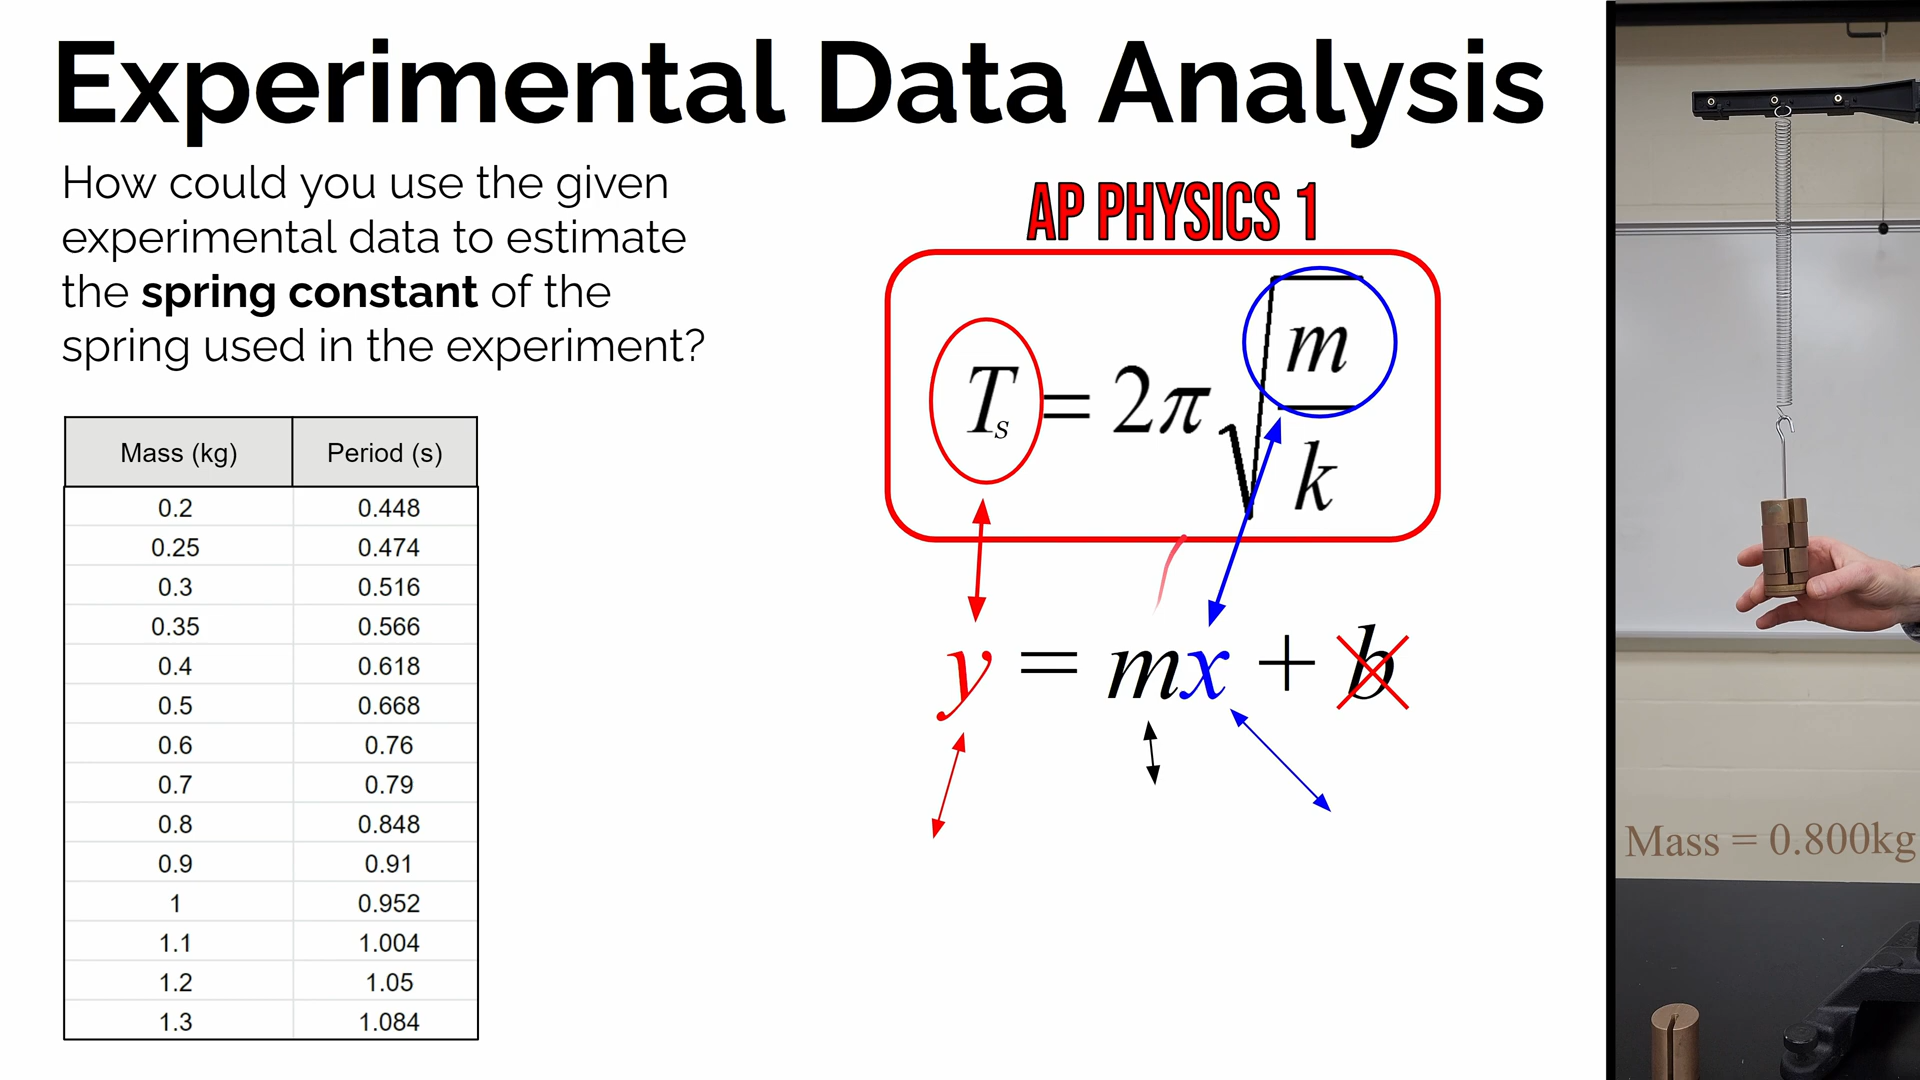 Experimental Data Analysis
How could you use the given
experimental data to estimate
the spring constant of the
spring used in the experiment?
Mass (kg) Period (s)
0.2 0.448
0.25 0.474
0.3 0.516
0.35 0.566
0.4 0.618
0.5 0.668
0.6 0.76
0.7 0.79
0.8 0.848
0.9 0.91
1 0.952
1.1 1.004
1.2 1.05
1.3 1.084
AP PHYSICS 1
Tₛ = 2π√(m/k)
y = mx + b
Mass = 0.800kg